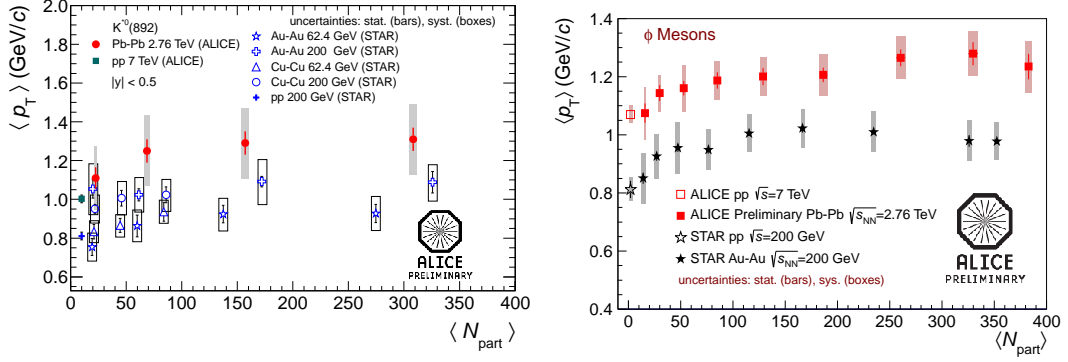 K*0(892)
Pb-Pb 2.76 TeV (ALICE)
pp 7 TeV (ALICE)
|y| < 0.5
uncertainties: stat. (bars), syst. (boxes)
Au-Au 62.4 GeV (STAR)
Au-Au 200 GeV (STAR)
Cu-Cu 62.4 GeV (STAR)
Cu-Cu 200 GeV (STAR)
pp 200 GeV (STAR)
⟨p_T⟩ (GeV/c)
2.0
1.8
1.6
1.4
1.2
1.0
0.8
0.6
0 50 100 150 200 250 300 350 400
⟨N_part⟩
ALICE
PRELIMINARY
φ Mesons
⟨p_T⟩ (GeV/c)
1.4
1.2
1
0.8
0.6
0.4
ALICE pp √s=7 TeV
ALICE Preliminary Pb-Pb √s_NN=2.76 TeV
STAR pp √s=200 GeV
STAR Au-Au √s_NN=200 GeV
uncertainties: stat. (bars), sys. (boxes)
ALICE
PRELIMINARY
0 50 100 150 200 250 300 350 400
⟨N_part⟩